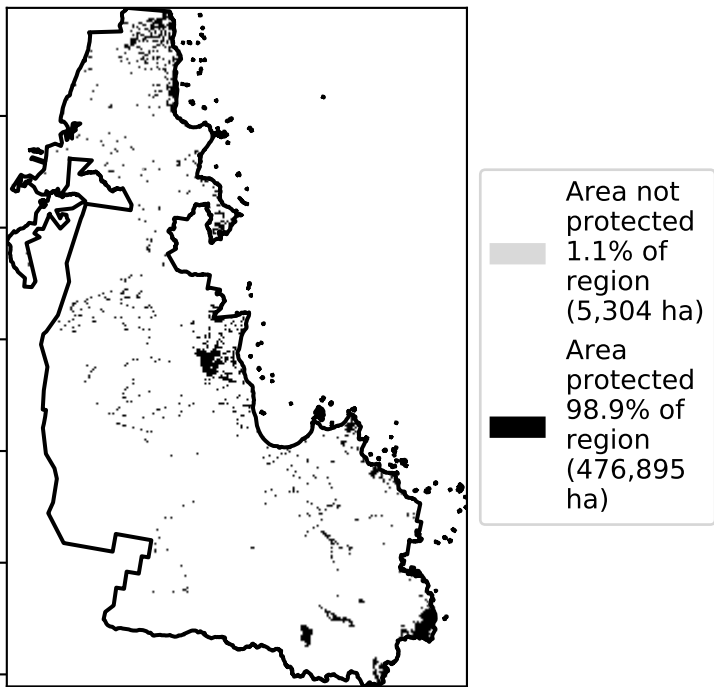 Area not
protected
1.1% of
region
(5,304 ha)
Area
protected
98.9% of
region
(476,895
ha)